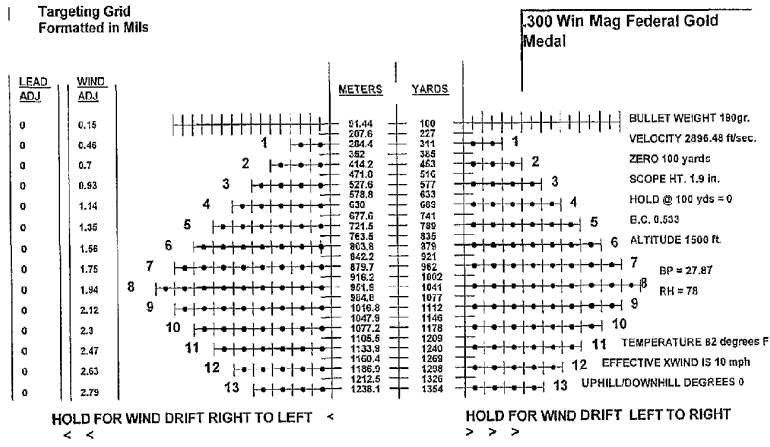 Targeting Grid
Formatted in Mils
.300 Win Mag Federal Gold
Medal
LEAD WIND METERS YARDS
ADJ ADJ
0 0.15 91.44 100 BULLET WEIGHT 190gr.
207.6 227
0 0.46 1 284.4 311 1 VELOCITY 2896.48 ft/sec.
352 385
0 0.7 2 414.2 453 2 ZERO 100 yards
471.8 516
0 0.93 3 527.6 577 3 SCOPE HT. 1.9 in.
578.8 633
0 1.14 4 630 689 4 HOLD @ 100 yds = 0
677.6 741
0 1.35 5 721.5 789 5 B.C. 0.533
763.5 835
0 1.56 6 803.8 879 6 ALTITUDE 1500 ft.
842.2 921
0 1.75 7 879.7 962 7 BP = 27.87
916.2 1002
0 1.94 8 951.9 1041 8 RH = 78
984.8 1077
0 2.12 9 1016.8 1112 9
1047.9 1146
0 2.3 10 1077.2 1178 10
1105.5 1209
0 2.47 11 1133.9 1240 11 TEMPERATURE 82 degrees F
1160.4 1269
0 2.63 12 1186.9 1298 12 EFFECTIVE XWIND IS 10 mph
1212.5 1326
0 2.79 13 1238.1 1354 13 UPHILL/DOWNHILL DEGREES 0
HOLD FOR WIND DRIFT RIGHT TO LEFT < HOLD FOR WIND DRIFT LEFT TO RIGHT
< < > > >